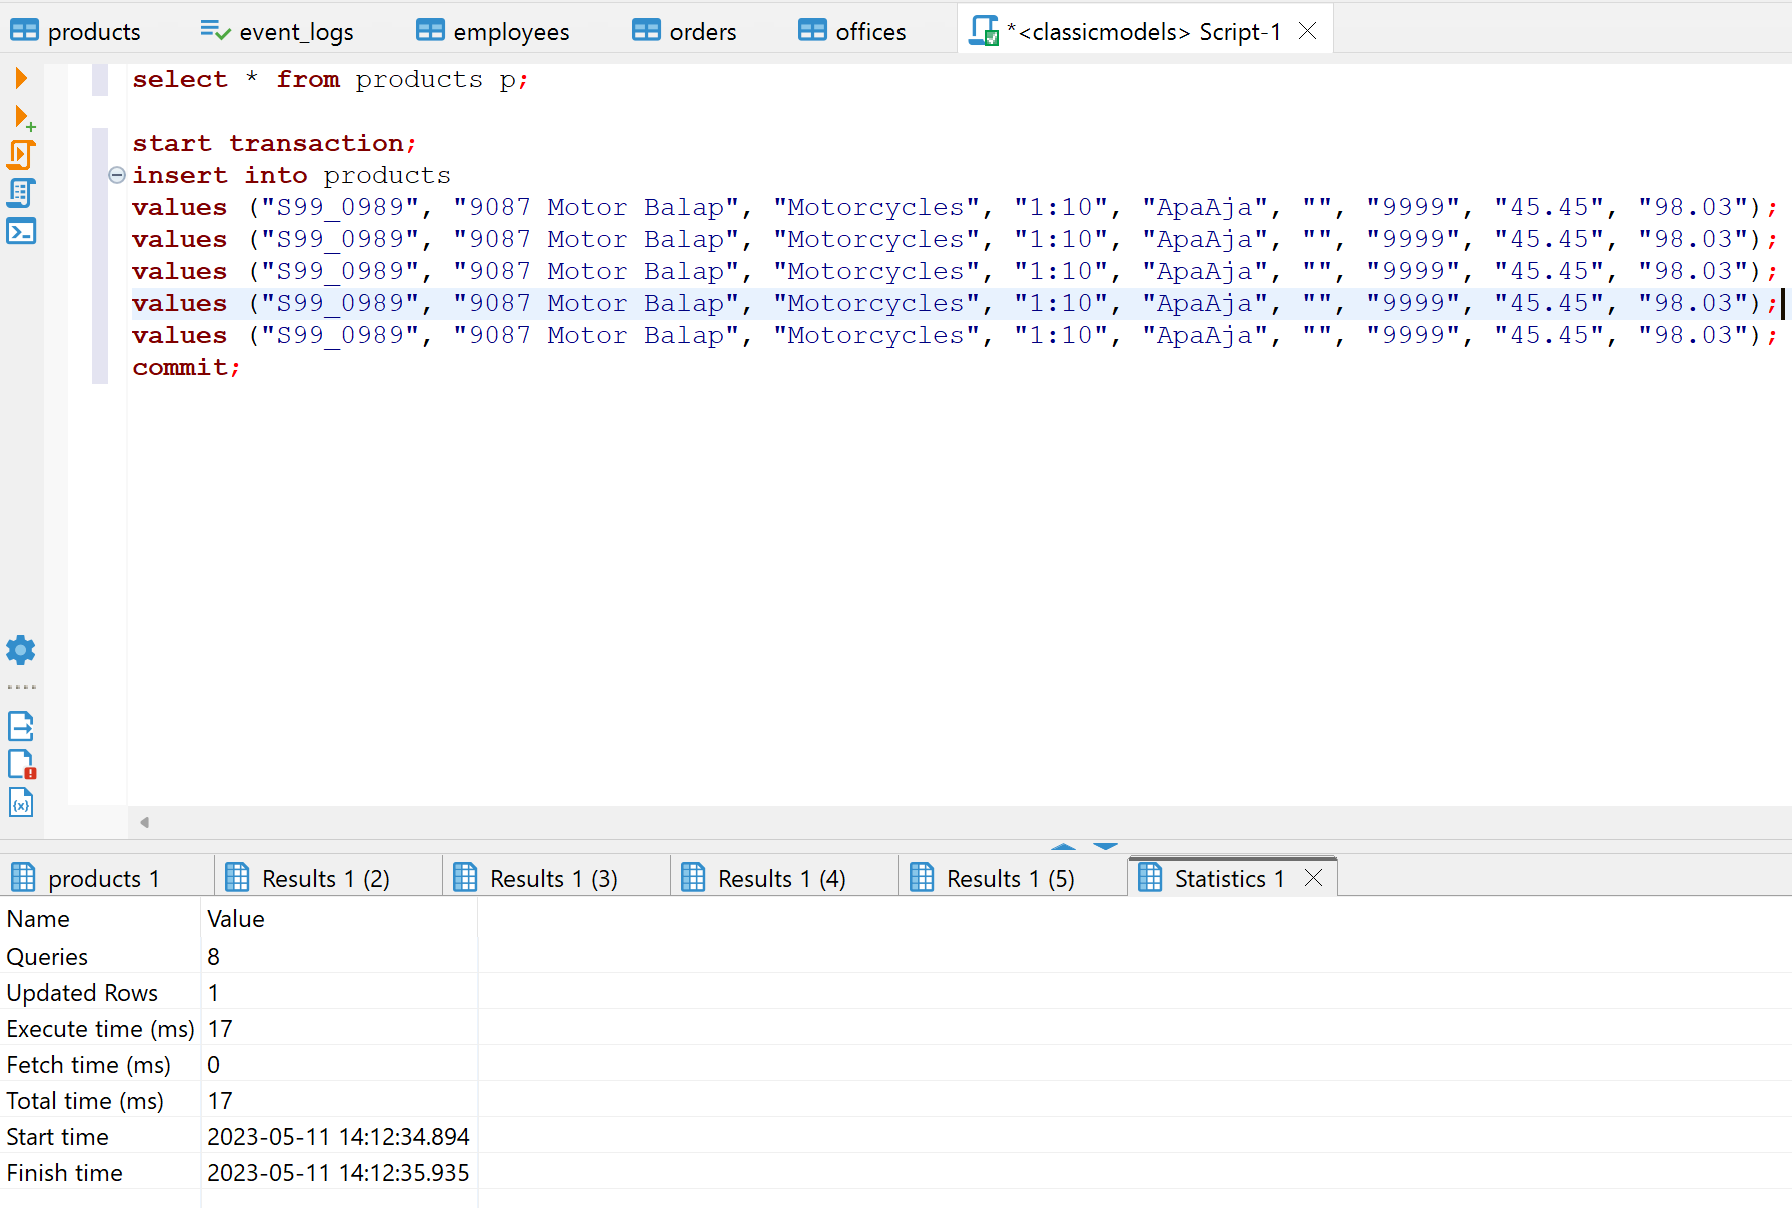 products event_logs employees orders offices *<classicmodels> Script-1
select * from products p;
start transaction;
insert into products
values ("S99_0989", "9087 Motor Balap", "Motorcycles", "1:10", "ApaAja", "", "9999", "45.45", "98.03");
values ("S99_0989", "9087 Motor Balap", "Motorcycles", "1:10", "ApaAja", "", "9999", "45.45", "98.03");
values ("S99_0989", "9087 Motor Balap", "Motorcycles", "1:10", "ApaAja", "", "9999", "45.45", "98.03");
values ("S99_0989", "9087 Motor Balap", "Motorcycles", "1:10", "ApaAja", "", "9999", "45.45", "98.03");
values ("S99_0989", "9087 Motor Balap", "Motorcycles", "1:10", "ApaAja", "", "9999", "45.45", "98.03");
commit;
products 1 Results 1 (2) Results 1 (3) Results 1 (4) Results 1 (5) Statistics 1
Name Value
Queries 8
Updated Rows 1
Execute time (ms) 17
Fetch time (ms) 0
Total time (ms) 17
Start time 2023-05-11 14:12:34.894
Finish time 2023-05-11 14:12:35.935